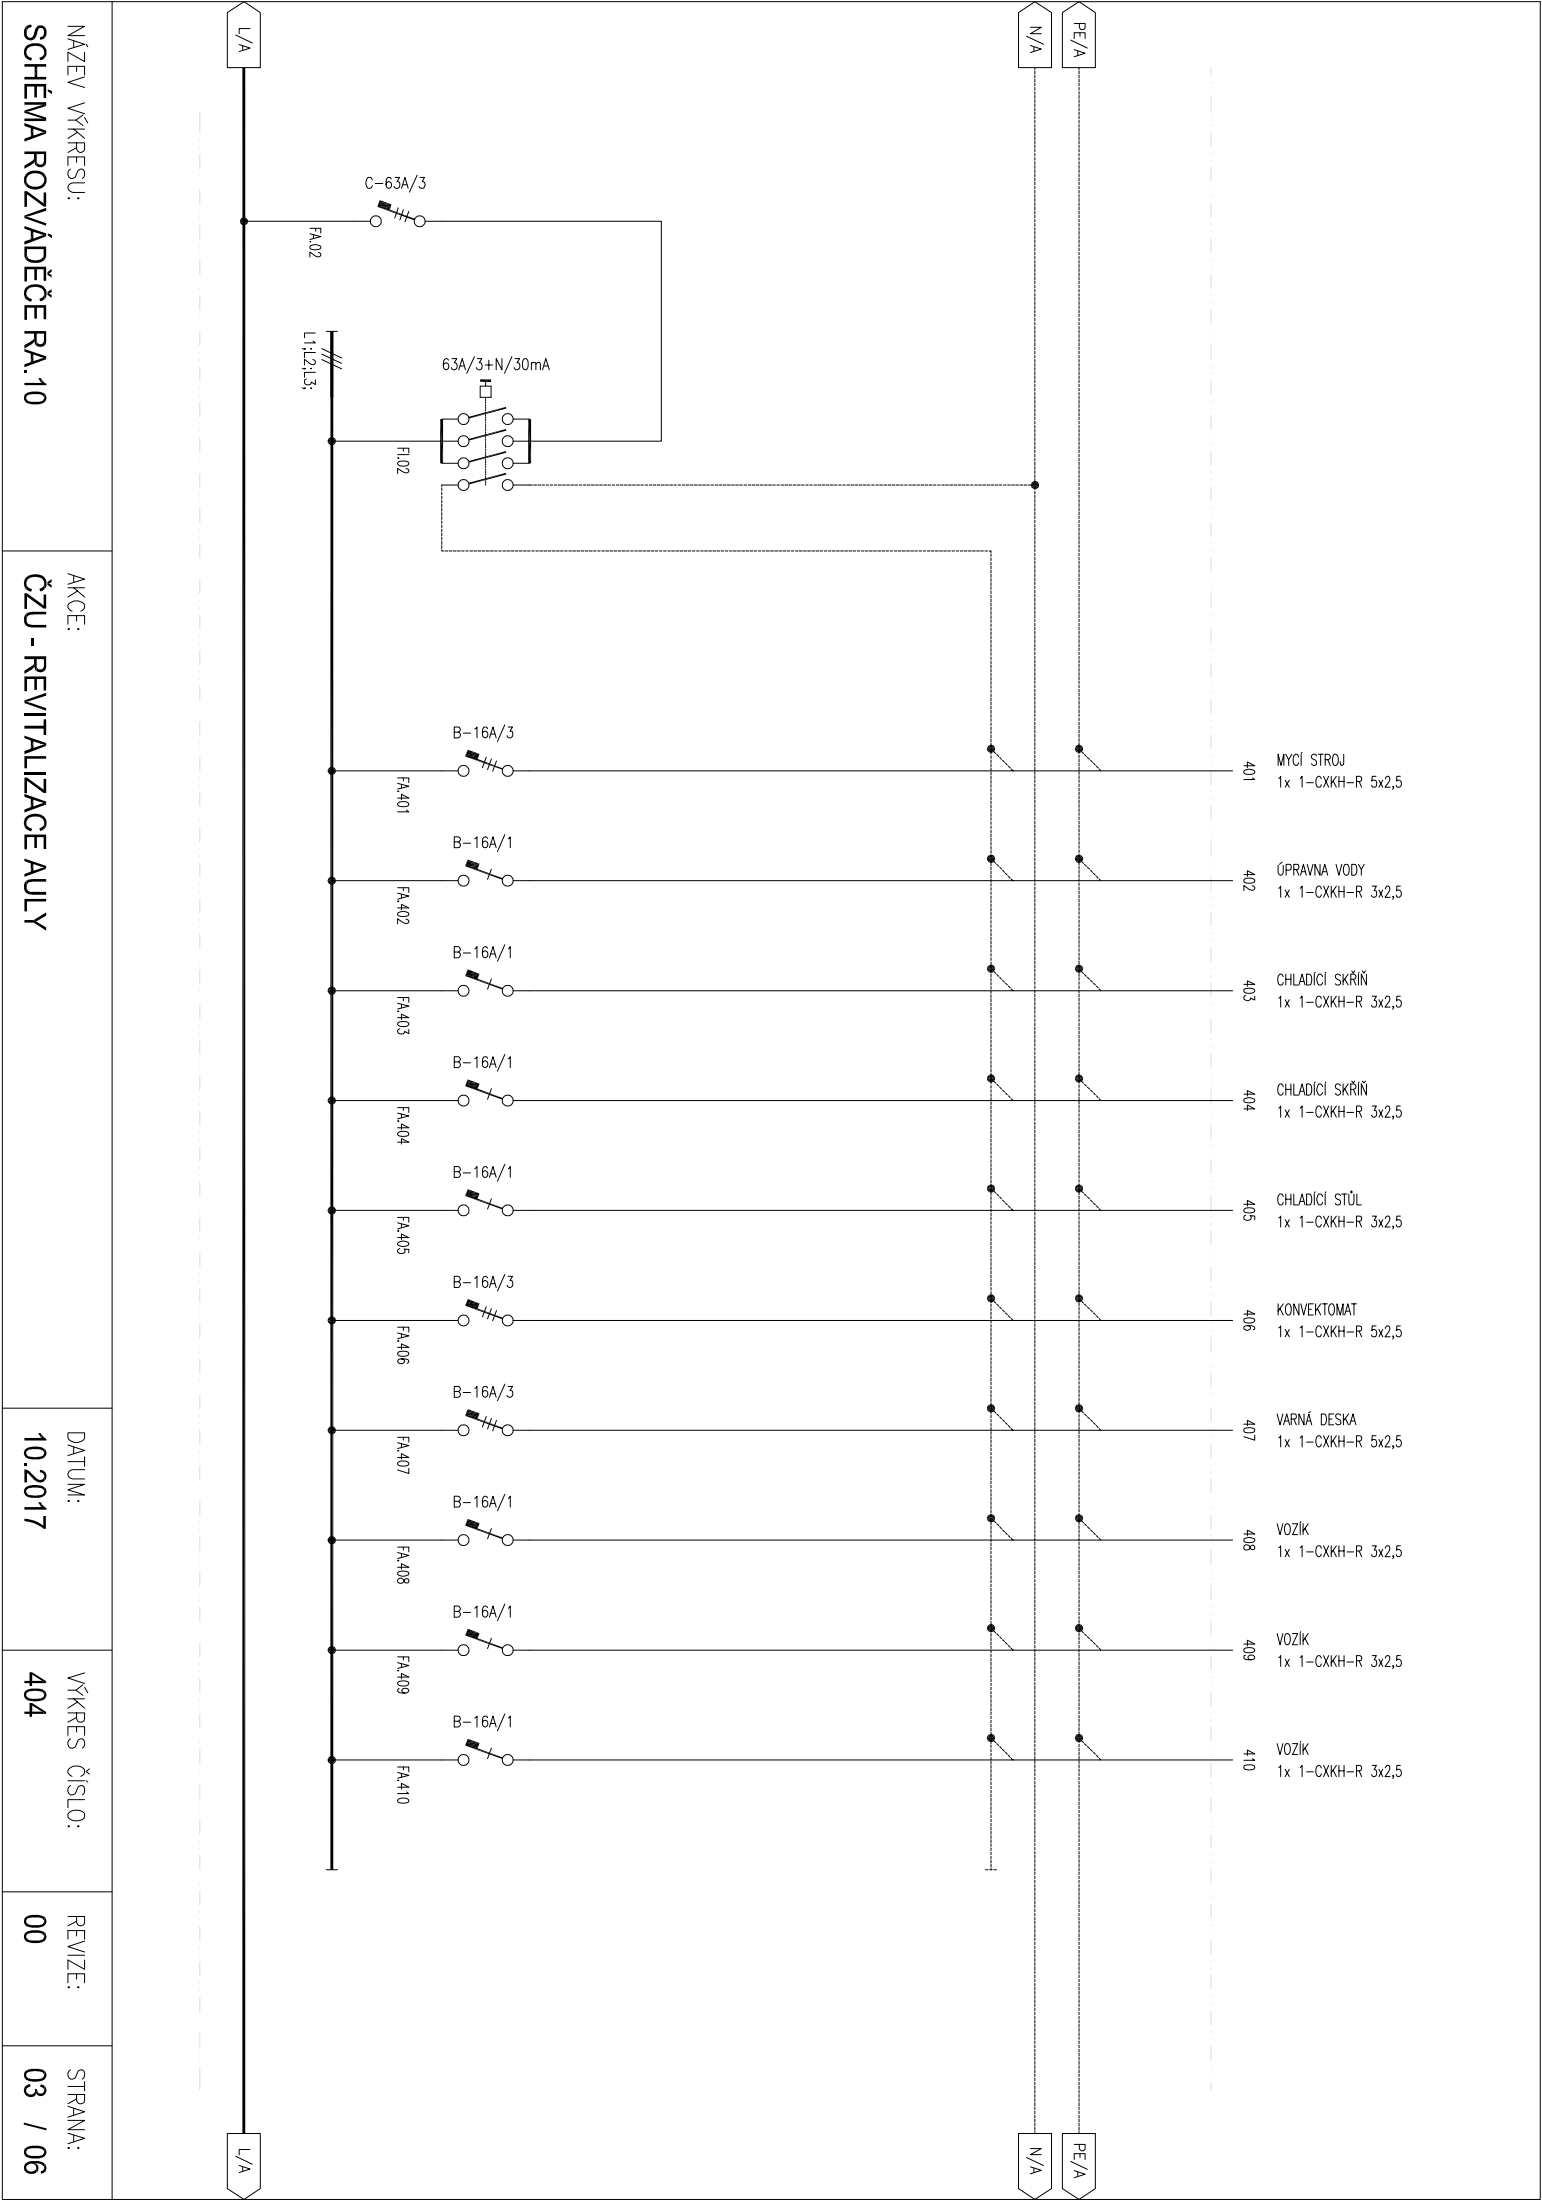 L/A
N/A
PE/A
C-63A/3
FA.02
L1;L2;L3;
63A/3+N/30mA
FI.02
B-16A/3
FA.401
401
MYCÍ STROJ
1x 1-CXKH-R 5x2,5
B-16A/1
FA.402
402
ÚPRAVNA VODY
1x 1-CXKH-R 3x2,5
B-16A/1
FA.403
403
CHLADÍCÍ SKŘÍŇ
1x 1-CXKH-R 3x2,5
B-16A/1
FA.404
404
CHLADÍCÍ SKŘÍŇ
1x 1-CXKH-R 3x2,5
B-16A/1
FA.405
405
CHLADÍCÍ STŮL
1x 1-CXKH-R 3x2,5
B-16A/3
FA.406
406
KONVEKTOMAT
1x 1-CXKH-R 5x2,5
B-16A/3
FA.407
407
VARNÁ DESKA
1x 1-CXKH-R 5x2,5
B-16A/1
FA.408
408
VOZÍK
1x 1-CXKH-R 3x2,5
B-16A/1
FA.409
409
VOZÍK
1x 1-CXKH-R 3x2,5
B-16A/1
FA.410
410
VOZÍK
1x 1-CXKH-R 3x2,5
L/A
N/A
PE/A
NÁZEV VÝKRESU:
SCHÉMA ROZVÁDĚČE RA.10
AKCE:
ČZU - REVITALIZACE AULY
DATUM:
10.2017
VÝKRES ČÍSLO:
404
REVIZE:
00
STRANA:
03 / 06